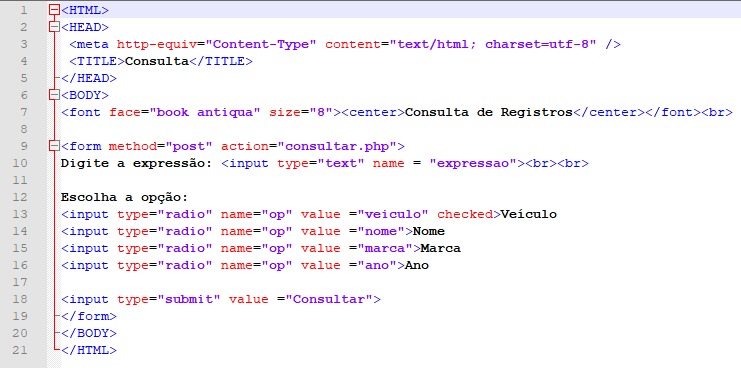 1 <HTML>
2 <HEAD>
3 <meta http-equiv="Content-Type" content="text/html; charset=utf-8" />
4 <TITLE>Consulta</TITLE>
5 </HEAD>
6 <BODY>
7 <font face="book antiqua" size="8"><center>Consulta de Registros</center></font><br>
8
9 <form method="post" action="consultar.php">
10 Digite a expressão: <input type="text" name = "expressao"><br><br>
11
12 Escolha a opção:
13 <input type="radio" name="op" value ="veiculo" checked>Veículo
14 <input type="radio" name="op" value ="nome">Nome
15 <input type="radio" name="op" value ="marca">Marca
16 <input type="radio" name="op" value ="ano">Ano
17
18 <input type="submit" value ="Consultar">
19 </form>
20 </BODY>
21 </HTML>